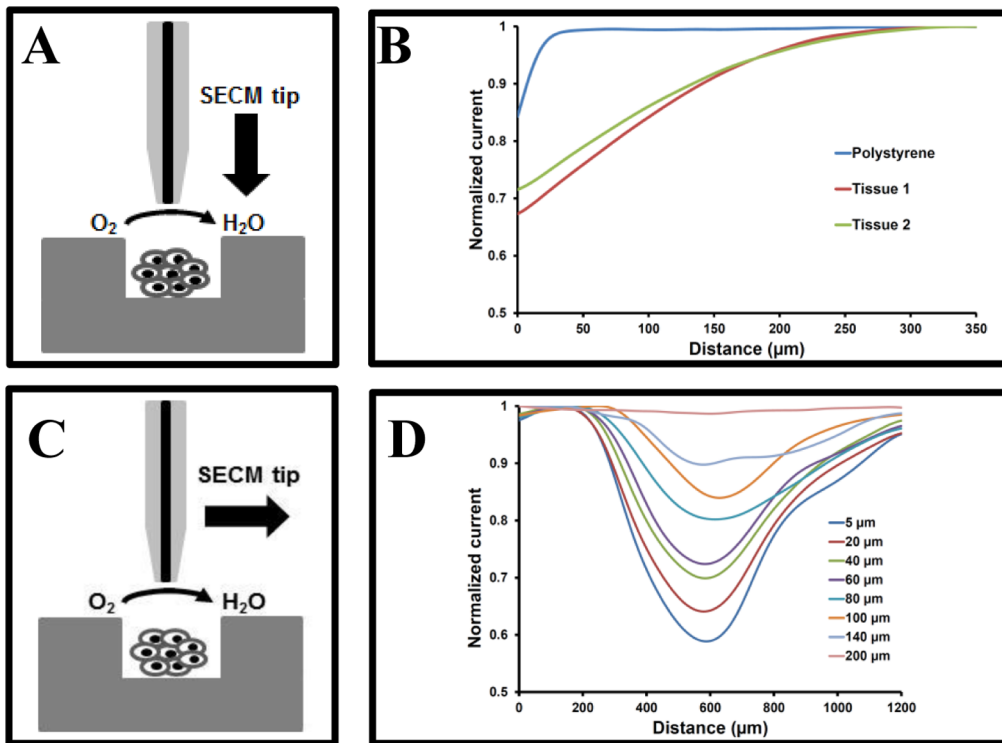 A
SECM tip
O₂
H₂O
B
1
0.9
0.8
0.7
0.6
0.5
Normalized current
0
50
100
150
200
250
300
350
Distance (µm)
Polystyrene
Tissue 1
Tissue 2
C
SECM tip
O₂
H₂O
D
1
0.9
0.8
0.7
0.6
0.5
Normalized current
0
200
400
600
800
1000
1200
Distance (µm)
5 µm
20 µm
40 µm
60 µm
80 µm
100 µm
140 µm
200 µm